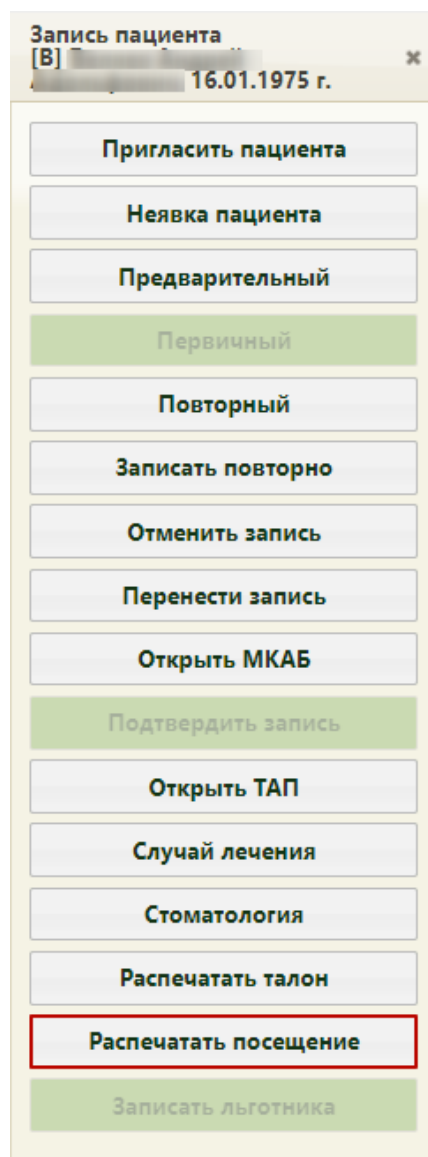 Запись пациента
[В]
16.01.1975 г.
Пригласить пациента
Неявка пациента
Предварительный
Первичный
Повторный
Записать повторно
Отменить запись
Перенести запись
Открыть МКАБ
Подтвердить запись
Открыть ТАП
Случай лечения
Стоматология
Распечатать талон
Распечатать посещение
Записать льготника